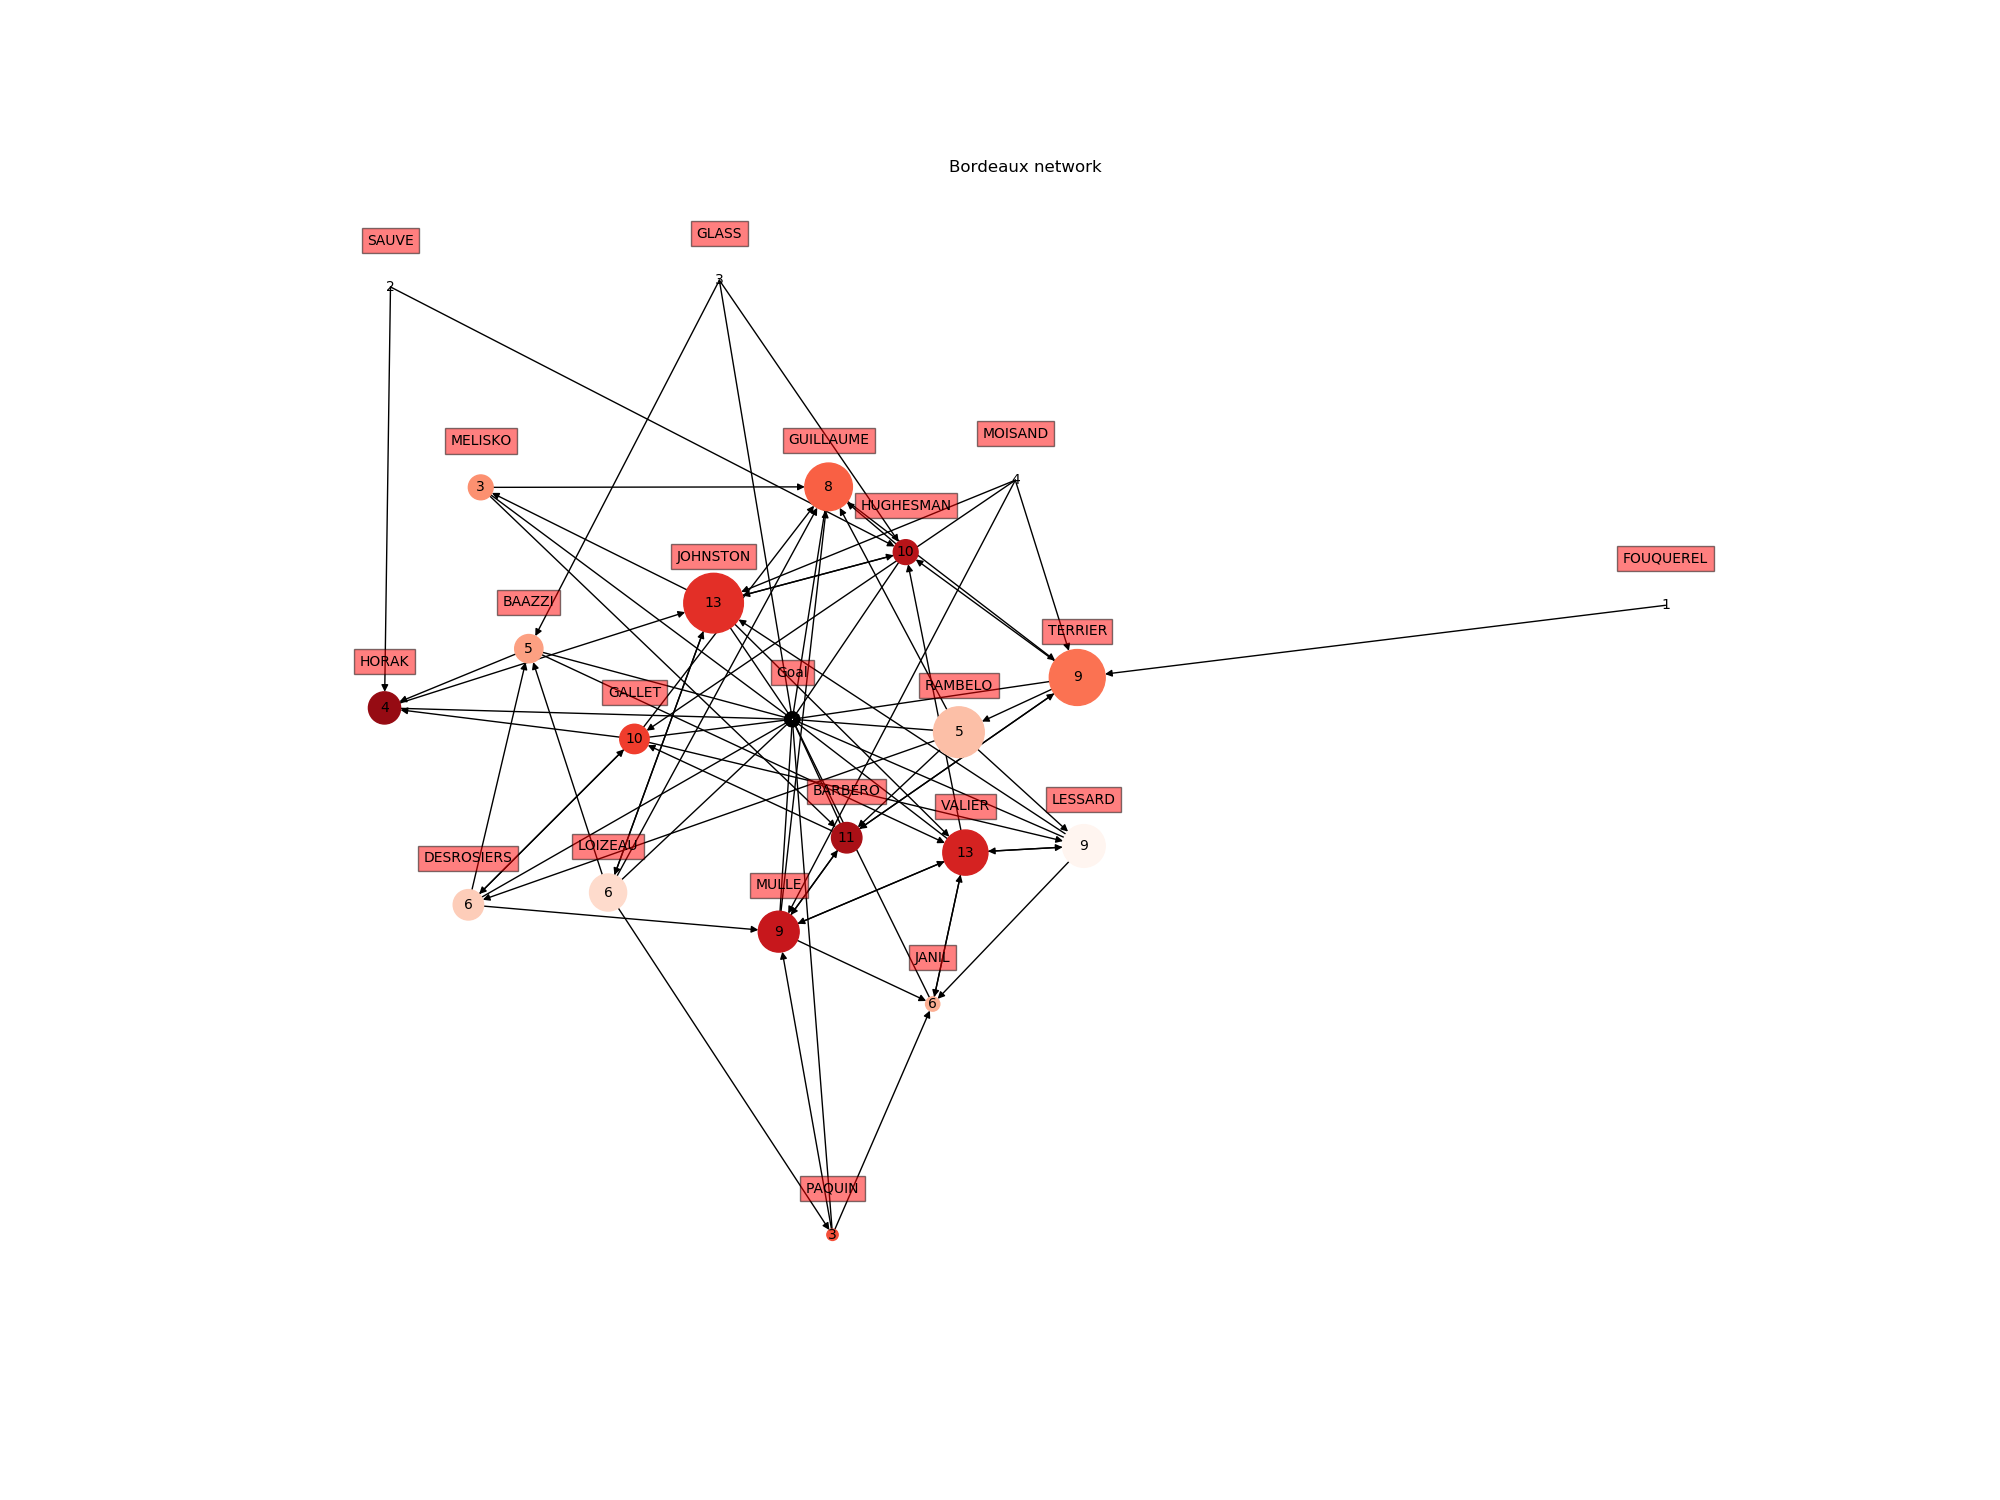 Bordeaux network
SAUVE
GLASS
2
3
MELISKO
GUILLAUME
MOISAND
3
8
4
HUGHESMAN
10
JOHNSTON
FOUQUEREL
13
1
BAAZZI
TERRIER
5
HORAK
Goal
9
GALLET
RAMBELO
4
10
5
BARBERO
VALIER
LESSARD
11
13
9
DESROSIERS
LOIZEAU
MULLE
6
6
9
JANIL
6
PAQUIN
3